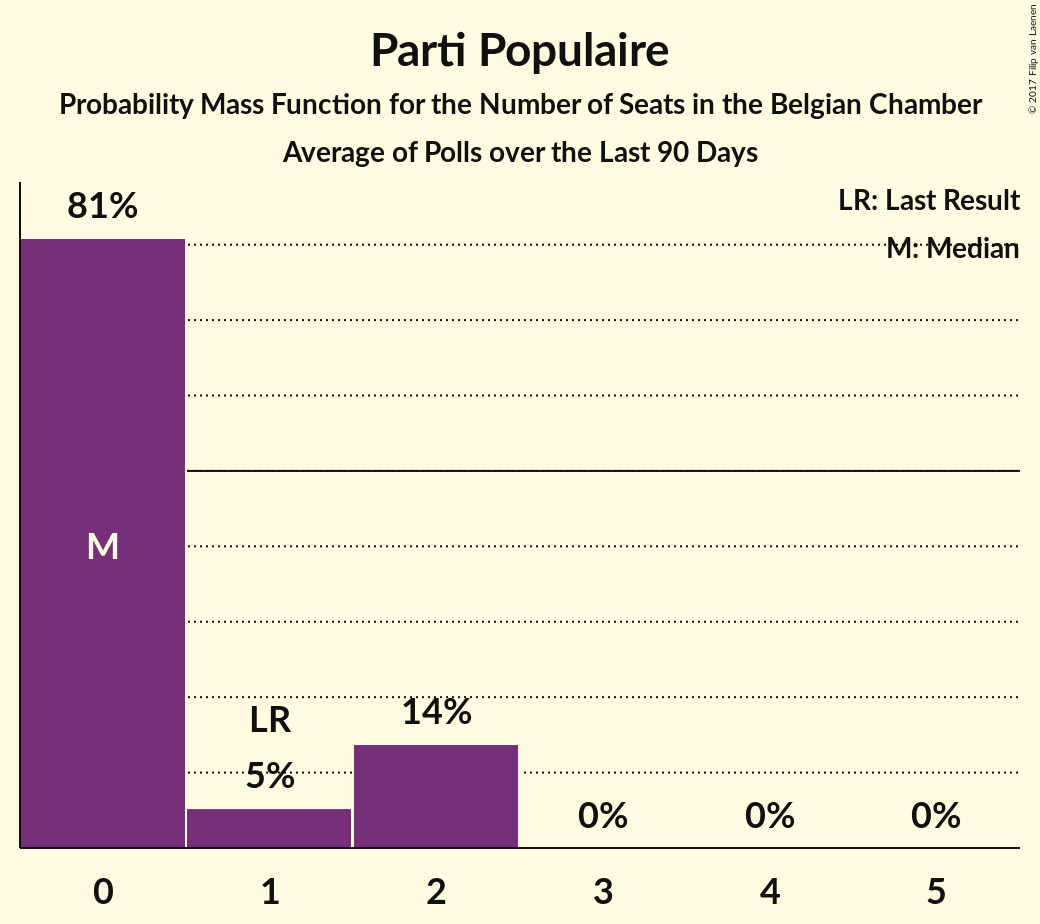 Parti Populaire
Probability Mass Function for the Number of Seats in the Belgian Chamber
Average of Polls over the Last 90 Days
© 2017 Filip van Laenen
LR: Last Result
M: Median
81%
M
LR
5%
14%
0%
0%
0%
0
1
2
3
4
5